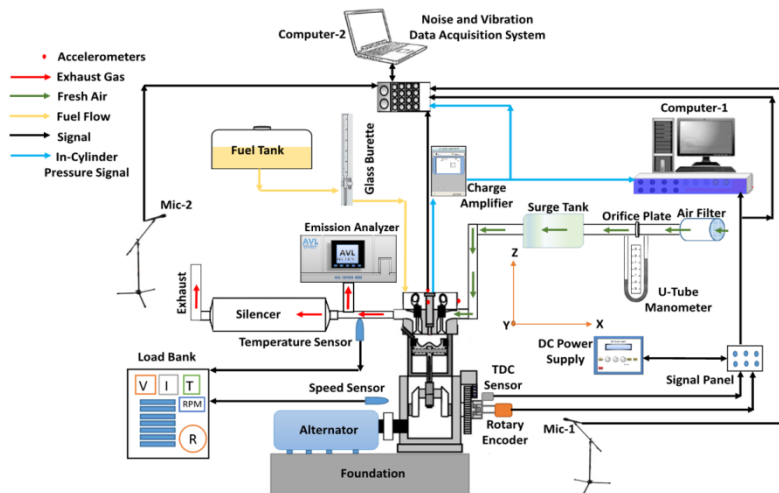 Computer-2
Noise and Vibration
Data Acquisition System
Accelerometers
Exhaust Gas
Fresh Air
Fuel Flow
Signal
In-Cylinder
Pressure Signal
Computer-1
Fuel Tank
Glass Burette
Charge
Amplifier
Surge Tank
Orifice Plate
Air Filter
Mic-2
Emission Analyzer
AVL
AVL
Z
Y
X
U-Tube
Manometer
Exhaust
Silencer
Temperature Sensor
DC Power
Supply
Signal Panel
Load Bank
V I T
RPM
R
Speed Sensor
TDC
Sensor
Rotary
Encoder
Mic-1
Alternator
Foundation